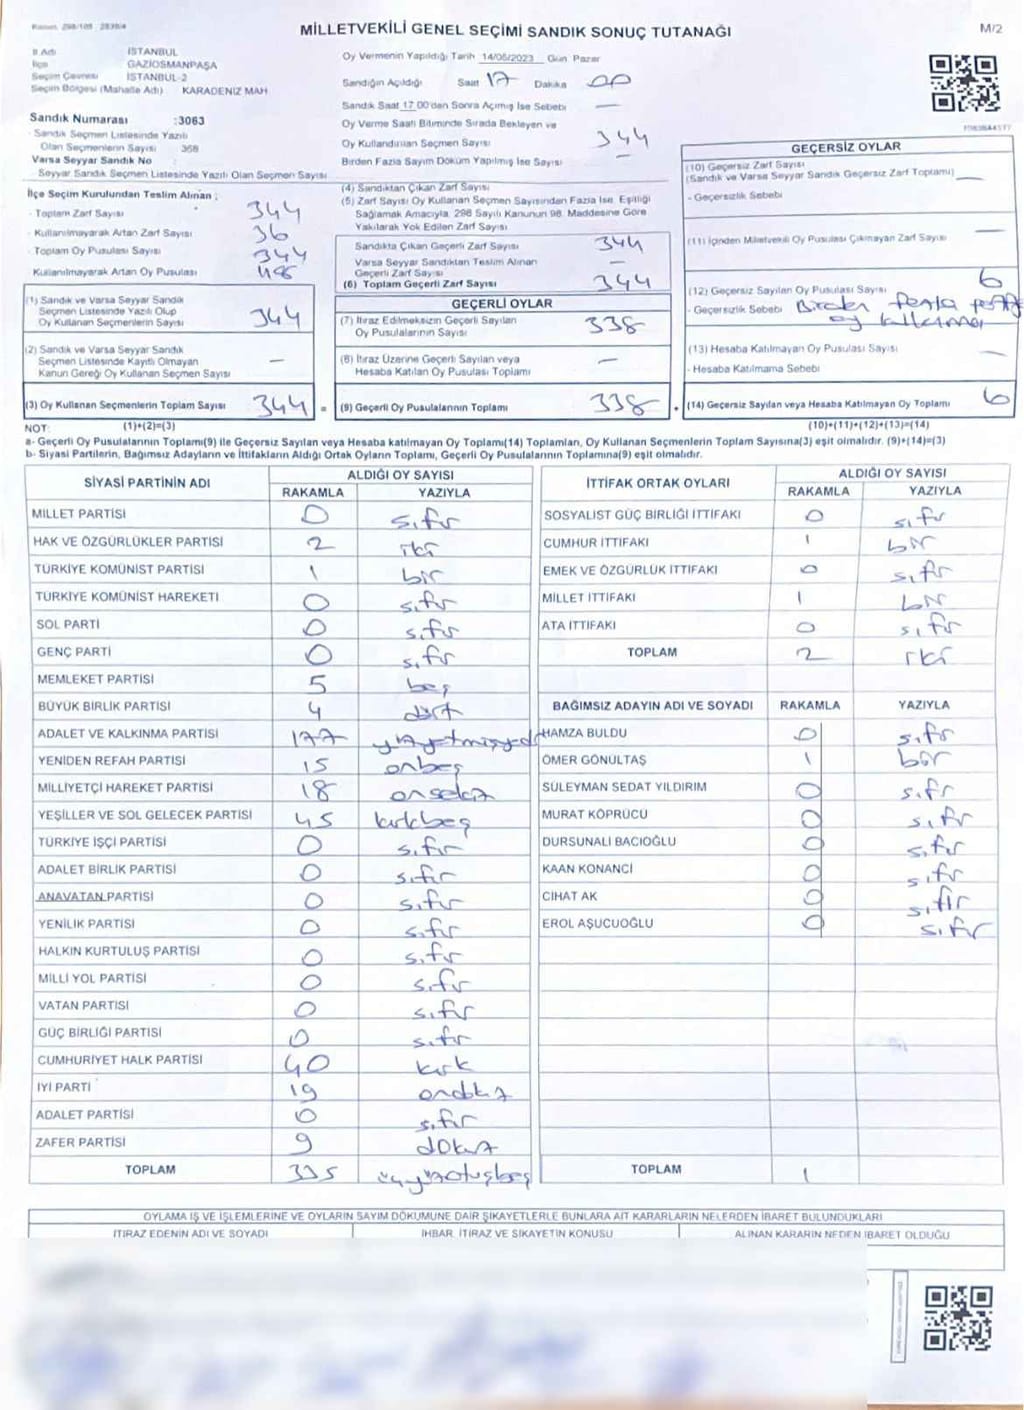 MİLLETVEKİLİ GENEL SEÇİMİ SANDIK SONUÇ TUTANAĞI
M/2
İl Adı : İSTANBUL
İlçe : GAZİOSMANPAŞA
Seçim Çevresi : İSTANBUL-2
Seçim Bölgesi (Mahalle Adı) KARADENİZ MAH
Sandık Numarası :3063
- Sandık Seçmen Listesinde Yazılı
Olan Seçmenlerin Sayısı : 358
Varsa Seyyar Sandık No :
- Seyyar Sandık Seçmen Listesinde Yazılı Olan Seçmen Sayısı
Oy Vermenin Yapıldığı Tarih 14/05/2023 Gün Pazar
Sandığın Açıldığı Saat 17 Dakika 00
Sandık Saat 17.00'den Sonra Açılmış İse Sebebi —
Oy Verme Saati Bitiminde Sırada Bekleyen ve
Oy Kullandırılan Seçmen Sayısı 344
Birden Fazla Sayım Döküm Yapılmış İse Sayısı —
İlçe Seçim Kurulundan Teslim Alınan :
- Toplam Zarf Sayısı 344
- Kullanılmayarak Artan Zarf Sayısı 36
- Toplam Oy Pusulası Sayısı 344
Kullanılmayarak Artan Oy Pusulası
(1) Sandık ve Varsa Seyyar Sandık
Seçmen Listesinde Yazılı Olup
Oy Kullanan Seçmenlerin Sayısı 344
(2) Sandık ve Varsa Seyyar Sandık
Seçmen Listesinde Kayıtlı Olmayan
Kanun Gereği Oy Kullanan Seçmen Sayısı —
(3) Oy Kullanan Seçmenlerin Toplam Sayısı 344 =
(1)+(2)=(3)
(4) Sandıktan Çıkan Zarf Sayısı
(5) Zarf Sayısı Oy Kullanan Seçmen Sayısından Fazla İse, Eşitliği
Sağlamak Amacıyla, 298 Sayılı Kanunun 98. Maddesine Göre
Yakılarak Yok Edilen Zarf Sayısı
Sandıkta Çıkan Geçerli Zarf Sayısı 344
Varsa Seyyar Sandıktan Teslim Alınan
Geçerli Zarf Sayısı —
(6) Toplam Geçerli Zarf Sayısı 344
GEÇERLİ OYLAR
(7) İtiraz Edilmeksizin Geçerli Sayılan
Oy Pusulalarının Sayısı 338
(8) İtiraz Üzerine Geçerli Sayılan veya
Hesaba Katılan Oy Pusulası Toplamı —
(9) Geçerli Oy Pusulalarının Toplamı 338 +
GEÇERSİZ OYLAR
(10) Geçersiz Zarf Sayısı
(Sandık ve Varsa Seyyar Sandık Geçersiz Zarf Toplamı) —
- Geçersizlik Sebebi
(11) İçinden Milletvekili Oy Pusulası Çıkmayan Zarf Sayısı —
(12) Geçersiz Sayılan Oy Pusulası Sayısı 6
- Geçersizlik Sebebi Birden fazla
oy
(13) Hesaba Katılmayan Oy Pusulası Sayısı —
- Hesaba Katılmama Sebebi
(14) Geçersiz Sayılan veya Hesaba Katılmayan Oy Toplamı 6
(10)+(11)+(12)+(13)=(14)
NOT:
a- Geçerli Oy Pusulalarının Toplamı(9) ile Geçersiz Sayılan veya Hesaba katılmayan Oy Toplamı(14) Toplamları, Oy Kullanan Seçmenlerin Toplam Sayısına(3) eşit olmalıdır. (9)+(14)=(3)
b- Siyasi Partilerin, Bağımsız Adayların ve İttifakların Aldığı Ortak Oyların Toplamı, Geçerli Oy Pusulalarının Toplamına(9) eşit olmalıdır.
SİYASİ PARTİNİN ADI ALDIĞI OY SAYISI
RAKAMLA YAZIYLA
MİLLET PARTİSİ 0 sıfır
HAK VE ÖZGÜRLÜKLER PARTİSİ 2 iki
TÜRKİYE KOMÜNİST PARTİSİ 1 bir
TÜRKİYE KOMÜNİST HAREKETİ 0 sıfır
SOL PARTİ 0 sıfır
GENÇ PARTİ 0 sıfır
MEMLEKET PARTİSİ 5 beş
BÜYÜK BİRLİK PARTİSİ 4 dört
ADALET VE KALKINMA PARTİSİ 177
YENİDEN REFAH PARTİSİ 15 onbeş
MİLLİYETÇİ HAREKET PARTİSİ 18 onsekiz
YEŞİLLER VE SOL GELECEK PARTİSİ 45 kırkbeş
TÜRKİYE İŞÇİ PARTİSİ 0 sıfır
ADALET BİRLİK PARTİSİ 0 sıfır
ANAVATAN PARTİSİ 0 sıfır
YENİLİK PARTİSİ 0 sıfır
HALKIN KURTULUŞ PARTİSİ 0 sıfır
MİLLİ YOL PARTİSİ 0 sıfır
VATAN PARTİSİ 0 sıfır
GÜÇ BİRLİĞİ PARTİSİ 0 sıfır
CUMHURİYET HALK PARTİSİ 40 kırk
İYİ PARTİ 19 ondokuz
ADALET PARTİSİ 0 sıfır
ZAFER PARTİSİ 9 dokuz
TOPLAM 335 üçyüzotuzbeş
İTTİFAK ORTAK OYLARI ALDIĞI OY SAYISI
RAKAMLA YAZIYLA
SOSYALİST GÜÇ BİRLİĞİ İTTİFAKI 0 sıfır
CUMHUR İTTİFAKI 1 bir
EMEK VE ÖZGÜRLÜK İTTİFAKI 0 sıfır
MİLLET İTTİFAKI 1 bir
ATA İTTİFAKI 0 sıfır
TOPLAM 2 iki
BAĞIMSIZ ADAYIN ADI VE SOYADI RAKAMLA YAZIYLA
HAMZA BULDU 0 sıfır
ÖMER GÖNÜLTAŞ 1 bir
SÜLEYMAN SEDAT YILDIRIM 0 sıfır
MURAT KÖPRÜCÜ 0 sıfır
DURSUNALİ BACIOĞLU 0 sıfır
KAAN KONANCİ 0 sıfır
CİHAT AK 0 sıfır
EROL AŞUCUOĞLU 0 sıfır
TOPLAM 1
OYLAMA İŞ VE İŞLEMLERİNE VE OYLARIN SAYIM DÖKÜMÜNE DAİR ŞİKAYETLERLE BUNLARA AİT KARARLARIN NELERDEN İBARET BULUNDUKLARI
İTİRAZ EDENİN ADI VE SOYADI İHBAR, İTİRAZ VE ŞİKAYETİN KONUSU ALINAN KARARIN NEDEN İBARET OLDUĞU